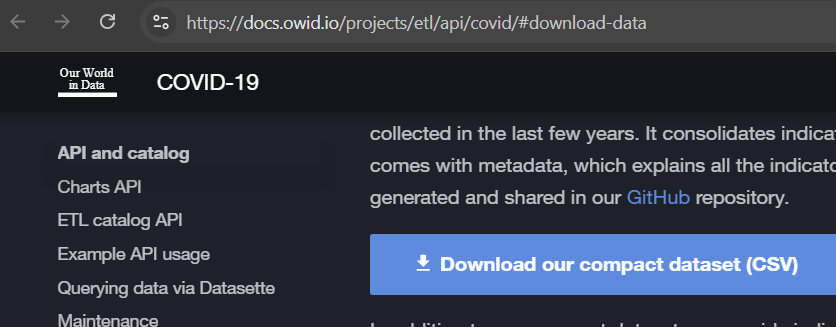 https://docs.owid.io/projects/etl/api/covid/#download-data
Our World
in Data
COVID-19
API and catalog
Charts API
ETL catalog API
Example API usage
Querying data via Datasette
Maintenance
collected in the last few years. It consolidates
comes with metadata, which explains all the
generated and shared in our GitHub repository.
Download our compact dataset (CSV)